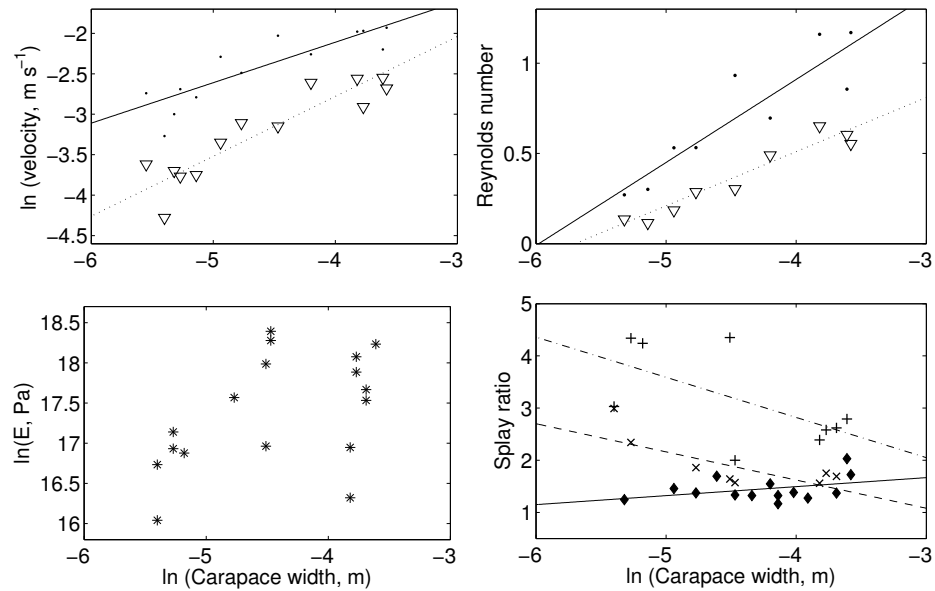 −2
−2.5
−3
−3.5
−4
−4.5
ln (velocity, m s⁻¹)
−6 −5 −4 −3
1
0.5
0
Reynolds number
−6 −5 −4 −3
18.5
18
17.5
17
16.5
16
ln(E, Pa)
−5 −4 −3
ln (Carapace width, m)
5
4
3
2
1
Splay ratio
−6 −5 −4 −3
ln (Carapace width, m)